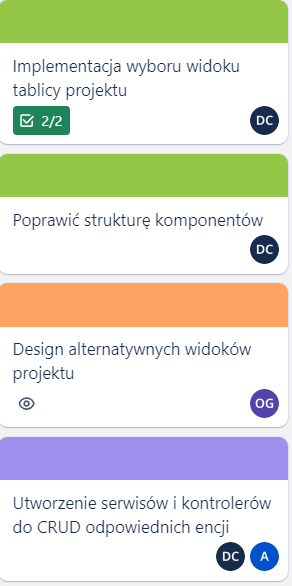 Implementacja wyboru widoku
tablicy projektu
2/2
DC
Poprawić strukturę komponentów
DC
Design alternatywnych widoków
projektu
OG
Utworzenie serwisów i kontrolerów
do CRUD odpowiednich encji
DC A